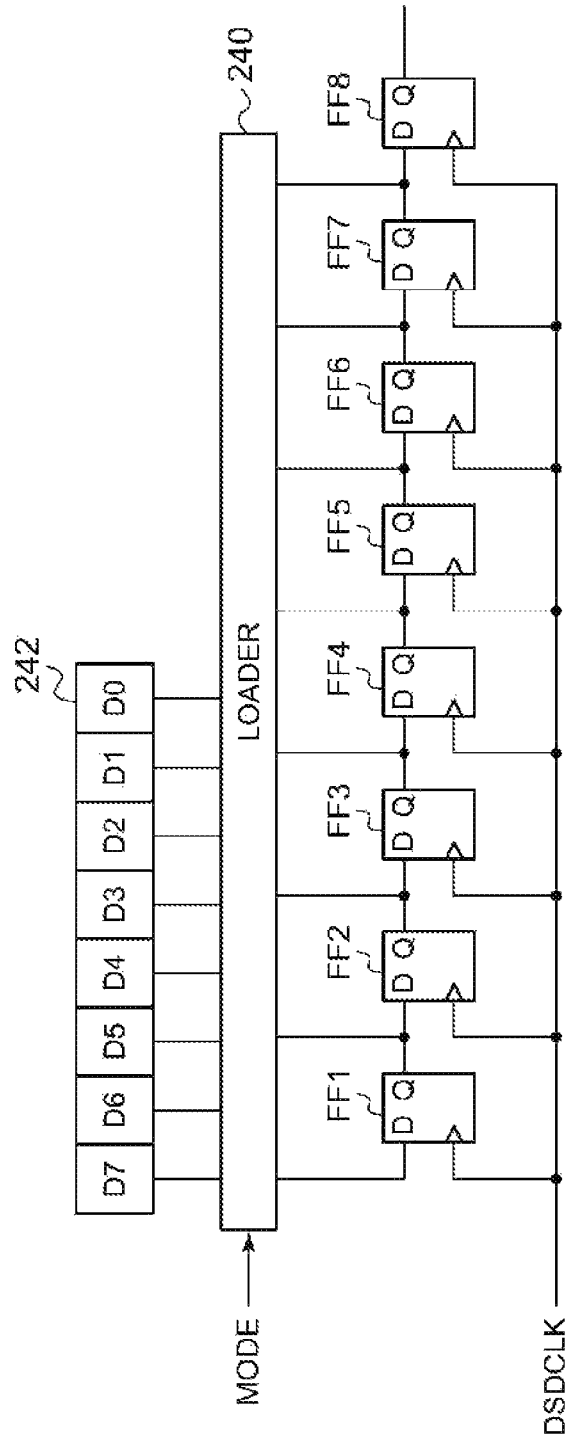 242
D7 D6 D5 D4 D3 D2 D1 D0
240
MODE
LOADER
FF1 FF2 FF3 FF4 FF5 FF6 FF7 FF8
D Q D Q D Q D Q D Q D Q D Q D Q
DSDCLK